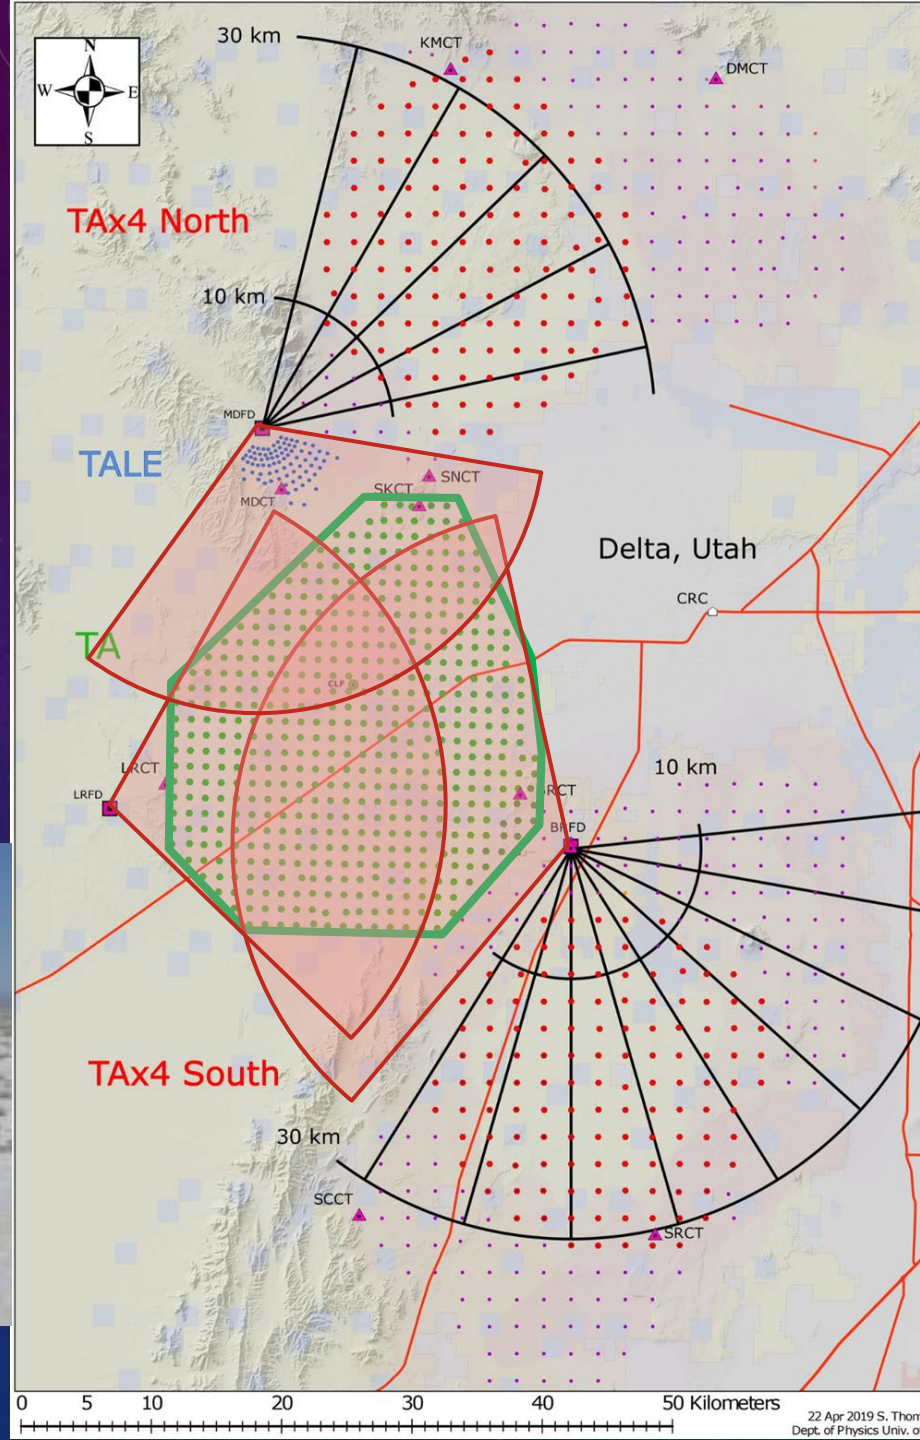 30 km
KMCT
DMCT
N
W E
S
TAx4 North
10 km
MDFD
TALE
SNCT
SKCT
MDCT
Delta, Utah
CRC
TA
CLF
LRCT
10 km
LRFD
RCT
BRFD
TAx4 South
30 km
SCCT
SRCT
0 5 10 20 30 40 50 Kilometers
22 Apr 2019 S. Thom
Dept. of Physics Univ. o